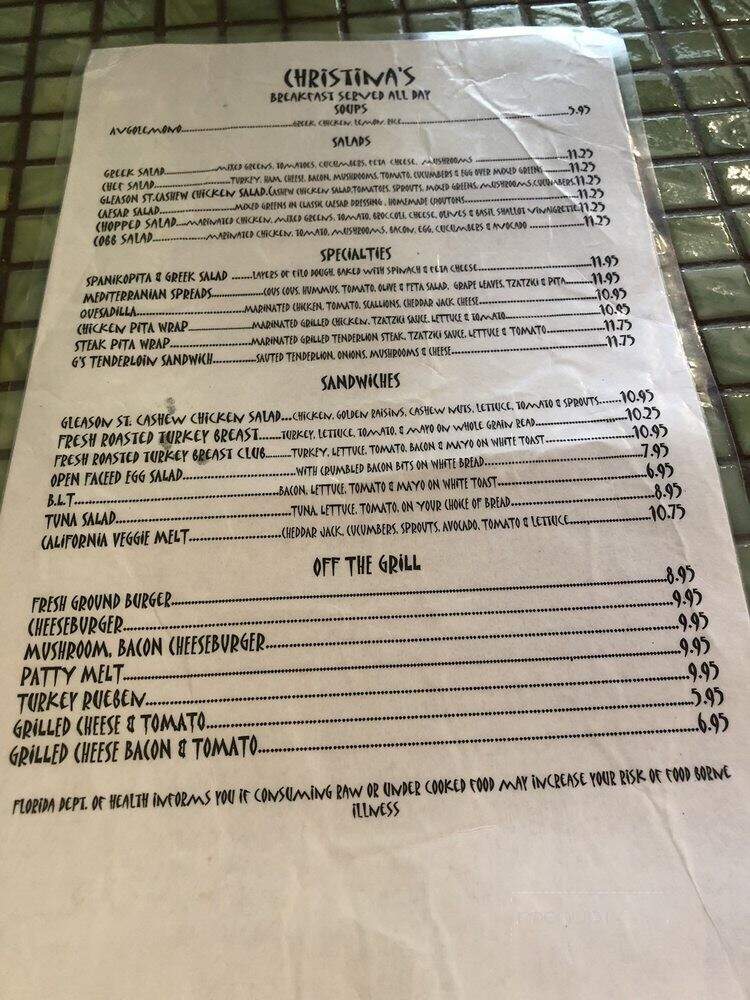 CHRISTINA'S
BREAKFAST SERVED ALL DAY
SOUPS
AVGOLEMONO....GREEK, CHICKEN, LEMON, RICE....5.95
SALADS
GREEK SALAD....MIXED GREENS, TOMATOES, CUCUMBERS, FETA CHEESE, MUSHROOMS....11.25
CHEF SALAD....TURKEY, HAM, CHEESE, BACON, MUSHROOMS, TOMATO, CUCUMBERS & EGG OVER MIXED GREENS....11.25
GLEASON ST.CASHEW CHICKEN SALAD.CASHEW CHICKEN SALAD,TOMATOES, SPROUTS, MIXED GREENS, MUSHROOMS,CUCUMBERS.11.25
CAESAR SALAD....MIXED GREENS IN CLASSIC CAESAR DRESSING, HOMEMADE CROUTONS....11.25
CHOPPED SALAD....MARINATED CHICKEN, MIXED GREENS, TOMATO, BROCCOLI, CHEESE, OLIVES & BASIL SHALLOT VINAIGRETTE.11.25
COBB SALAD....MARINATED CHICKEN, TOMATO, MUSHROOMS, BACON, EGG, CUCUMBERS & AVOCADO....11.25
SPECIALTIES
SPANIKOPITA & GREEK SALAD....LAYERS OF FILO DOUGH, BAKED WITH SPINACH & FETA CHEESE....11.95
MEDITERRANIAN SPREADS....COUS COUS, HUMMUS, TOMATO, OLIVE & FETA SALAD, GRAPE LEAVES, TZATZICI & PITA....11.95
QUESADILLA....MARINATED CHICKEN, TOMATO, SCALLIONS, CHEDDAR JACK CHEESE....10.95
CHICKEN PITA WRAP....MARINATED GRILLED CHICKEN, TZATZICI SAUCE, LETTUCE & TOMATO....10.95
STEAK PITA WRAP....MARINATED GRILLED TENDERLION STEAK, TZATZICI SAUCE, LETTUCE & TOMATO....11.75
G'S TENDERLOIN SANDWICH....SAUTED TENDERLION, ONIONS, MUSHROOMS & CHEESE....11.75
SANDWICHES
GLEASON ST. CASHEW CHICKEN SALAD...CHICKEN, GOLDEN RAISINS, CASHEW NUTS, LETTUCE, TOMATO & SPROUTS....10.95
FRESH ROASTED TURKEY BREAST....TURKEY, LETTUCE, TOMATO, & MAYO ON WHOLE GRAIN READ....10.25
FRESH ROASTED TURKEY BREAST CLUB....TURKEY, LETTUCE, TOMATO, BACON & MAYO ON WHITE TOAST....10.95
OPEN FACEED EGG SALAD....WITH CRUMBLED BACON BITS ON WHITE BREAD....7.95
B.L.T....BACON, LETTUCE, TOMATO & MAYO ON WHITE TOAST....6.95
TUNA SALAD....TUNA, LETTUCE, TOMATO, ON YOUR CHOICE OF BREAD....8.95
CALIFORNIA VEGGIE MELT....CHEDDAR JACK, CUCUMBERS, SPROUTS, AVOCADO, TOMATO & LETTUCE....10.75
OFF THE GRILL
FRESH GROUND BURGER....8.95
CHEESEBURGER....9.95
MUSHROOM, BACON CHEESEBURGER....9.95
PATTY MELT....9.95
TURKEY RUEBEN....9.95
GRILLED CHEESE & TOMATO....5.95
GRILLED CHEESE BACON & TOMATO....6.95
FLORIDA DEPT. OF HEALTH INFORMS YOU IF CONSUMING RAW OR UNDER COOKED FOOD MAY INCREASE YOUR RISK OF FOOD BORNE
ILLNESS